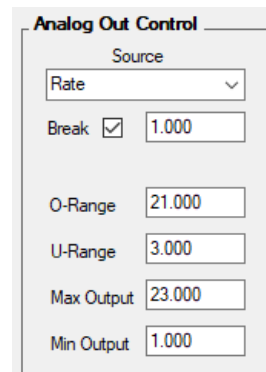 Analog Out Control
Source
Rate
Break 1.000
O-Range 21.000
U-Range 3.000
Max Output 23.000
Min Output 1.000